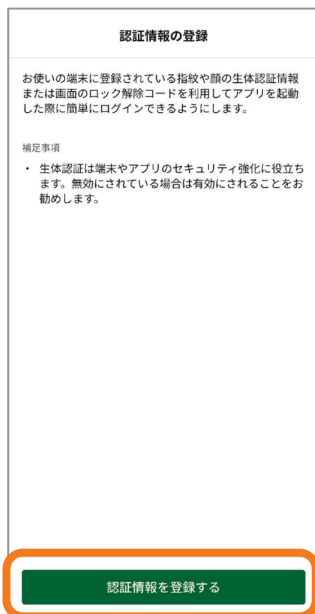 認証情報の登録
お使いの端末に登録されている指紋や顔の生体認証情報
または画面のロック解除コードを利用してアプリを起動
した際に簡単にログインできるようにします。
補足事項
・ 生体認証は端末やアプリのセキュリティ強化に役立ち
ます。無効にされている場合は有効にされることをお
勧めします。
認証情報を登録する